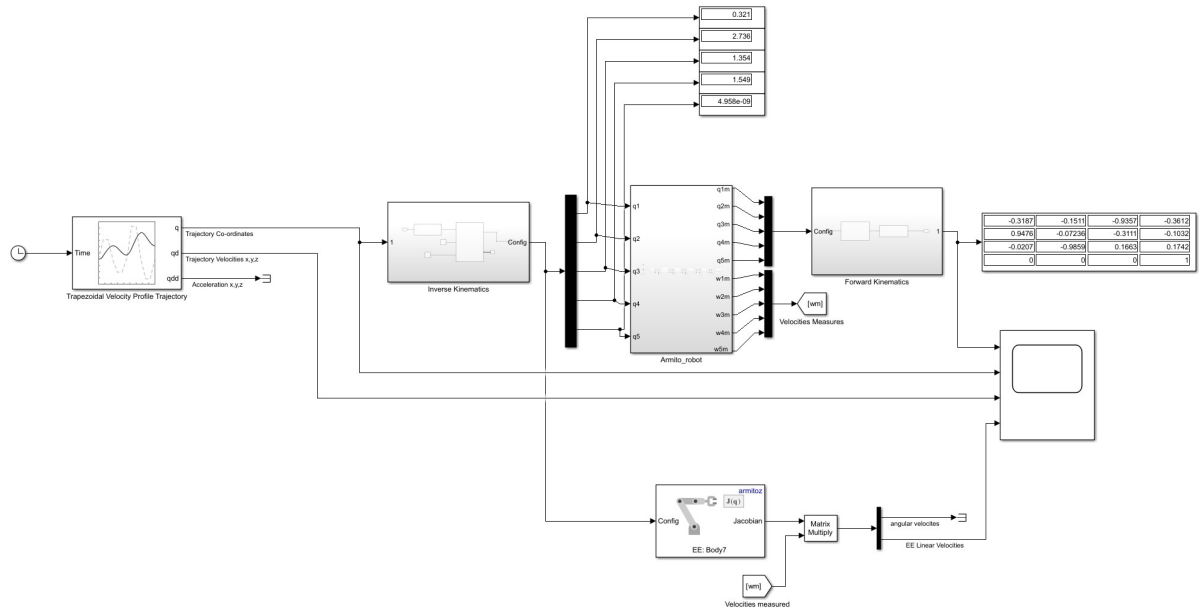 0.321
2.736
1.354
1.549
4.958e-09
Time
q
qd
qdd
Trajectory Co-ordinates
Trajectory Velocities x,y,z
Acceleration x,y,z
Trapezoidal Velocity Profile Trajectory
1
Config
Inverse Kinematics
q1
q2
q3
q4
q5
q1m
q2m
q3m
q4m
q5m
w1m
w2m
w3m
w4m
w5m
Armito_robot
[wm]
Velocities Measures
Config
1
Forward Kinematics
-0.3187 -0.1511 -0.9357 -0.3612
0.9476 -0.07236 -0.3111 -0.1032
-0.0207 -0.9859 0.1663 0.1742
0 0 0 1
armitoz
J(q)
Config
Jacobian
EE: Body7
Matrix
Multiply
angular velocites
EE Linear Velocities
[wm]
Velocities measured